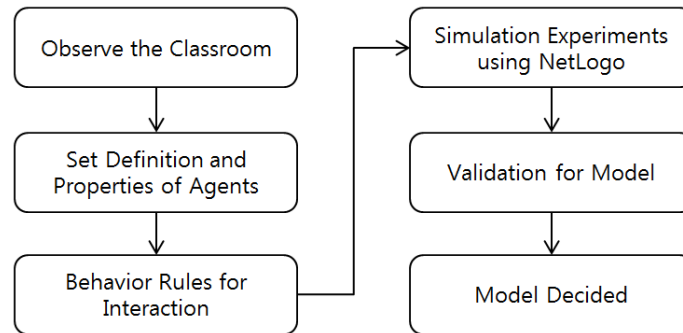 Observe the Classroom
Set Definition and
Properties of Agents
Behavior Rules for
Interaction
Simulation Experiments
using NetLogo
Validation for Model
Model Decided